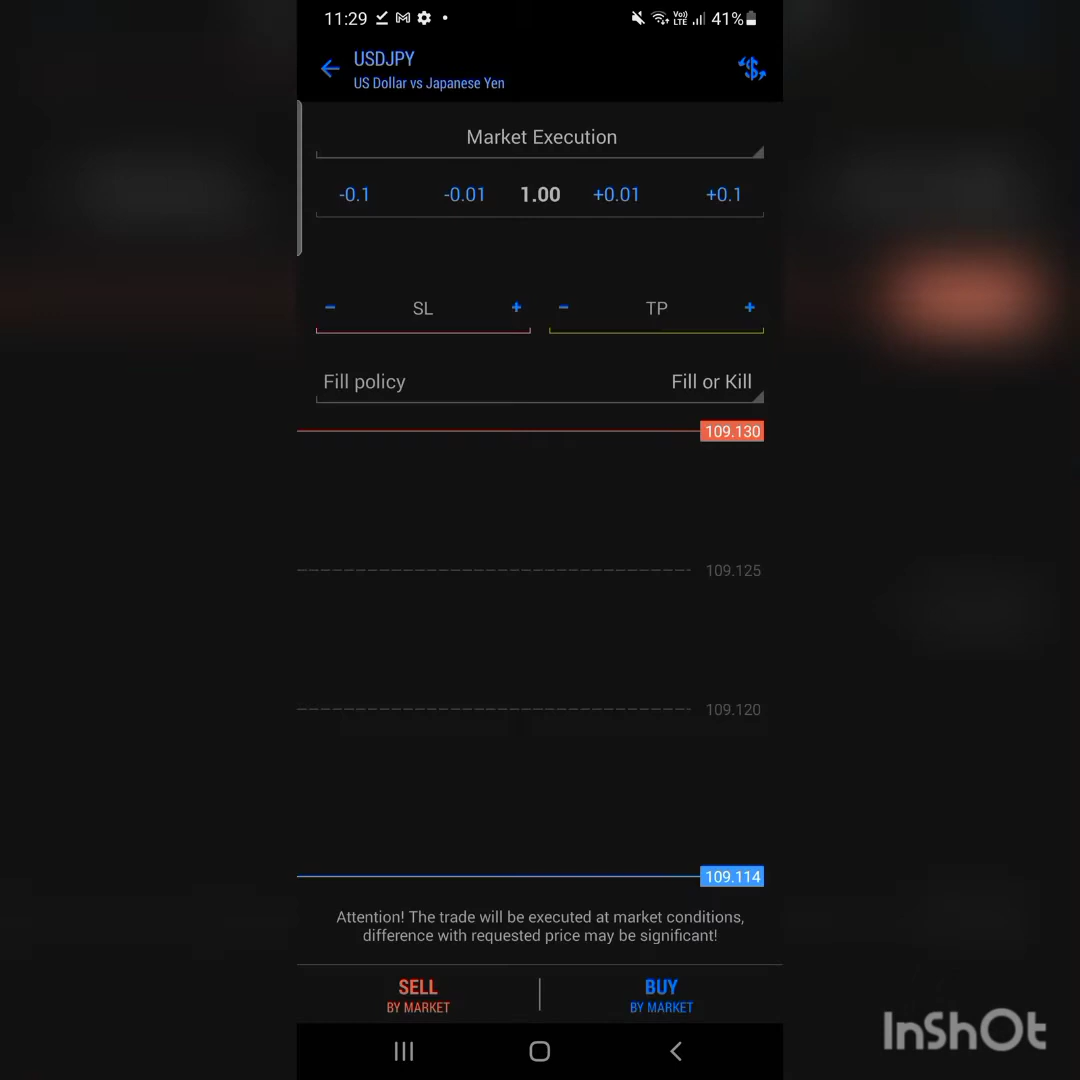 11:29
Vo)) LTE 41%
USDJPY
US Dollar vs Japanese Yen
Market Execution
-0.1 -0.01 1.00 +0.01 +0.1
- SL + - TP +
Fill policy Fill or Kill
109.130
109.125
109.120
109.114
Attention! The trade will be executed at market conditions,
difference with requested price may be significant!
SELL BUY
BY MARKET BY MARKET
InShOt